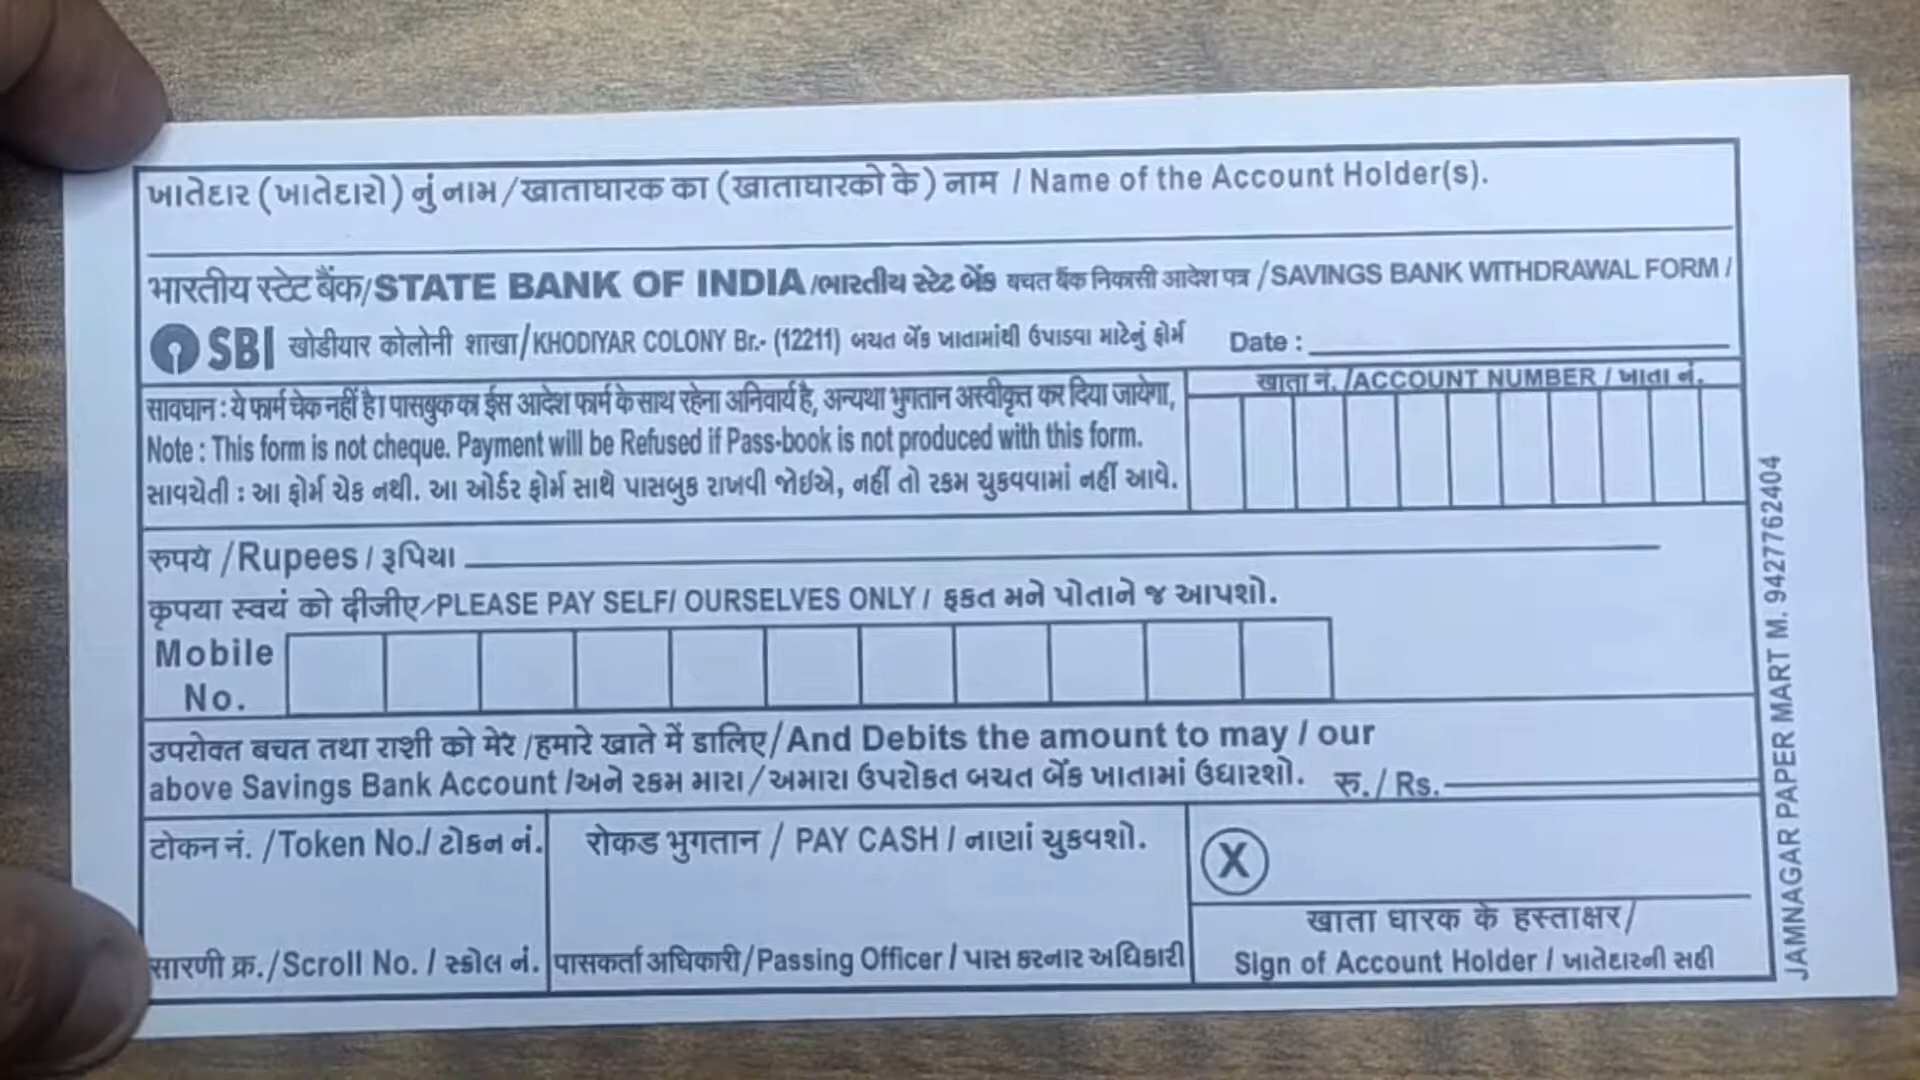 ખાતેદાર (ખાતેદારો) નું નામ/खाताधारक का (खाताधारको के) नाम / Name of the Account Holder(s).
भारतीय स्टेट बैंक/STATE BANK OF INDIA/ભારતીય સ્ટેટ બેંક बचत बैंक निकासी आदेश पत्र /SAVINGS BANK WITHDRAWAL FORM /
SBI खोडीयार कोलोनी शाखा/KHODIYAR COLONY Br.- (12211) બચત બેંક ખાતામાંથી ઉપાડવા માટેનું ફોર્મ Date :
खाता नं. /ACCOUNT NUMBER / ખાતા નં.
सावधान : ये फार्म चेक नहीं है। पासबुक का ईस आदेश फार्म के साथ रहेना अनिवार्य है, अन्यथा भुगतान अस्वीकृत कर दिया जायेगा,
Note : This form is not cheque. Payment will be Refused if Pass-book is not produced with this form.
સાવચેતી : આ ફોર્મ ચેક નથી. આ ઓર્ડર ફોર્મ સાથે પાસબુક રાખવી જોઈએ, નહીં તો રકમ ચુકવવામાં નહીં આવે.
रुपये /Rupees / રૂપિયા
कृपया स्वयं को दीजीए/PLEASE PAY SELF/ OURSELVES ONLY / ફકત મને પોતાને જ આપશો.
Mobile
No.
उपरोक्त बचत तथा राशी को मेरे /हमारे खाते में डालिए/And Debits the amount to may / our
above Savings Bank Account /અને રકમ મારા / અમારા ઉપરોકત બચત બેંક ખાતામાં ઉધારશો. रु. / Rs.
टोकन नं. /Token No./ ટોકન નં.
रोकड भुगतान / PAY CASH / નાણાં ચુકવશો.
X
सारणी क्र./Scroll No. / સ્ક્રોલ નં.
पासकर्ता अधिकारी/Passing Officer / પાસ કરનાર અધિકારી
खाता धारक के हस्ताक्षर/
Sign of Account Holder / ખાતેદારની સહી
JAMNAGAR PAPER MART M. 9427762404